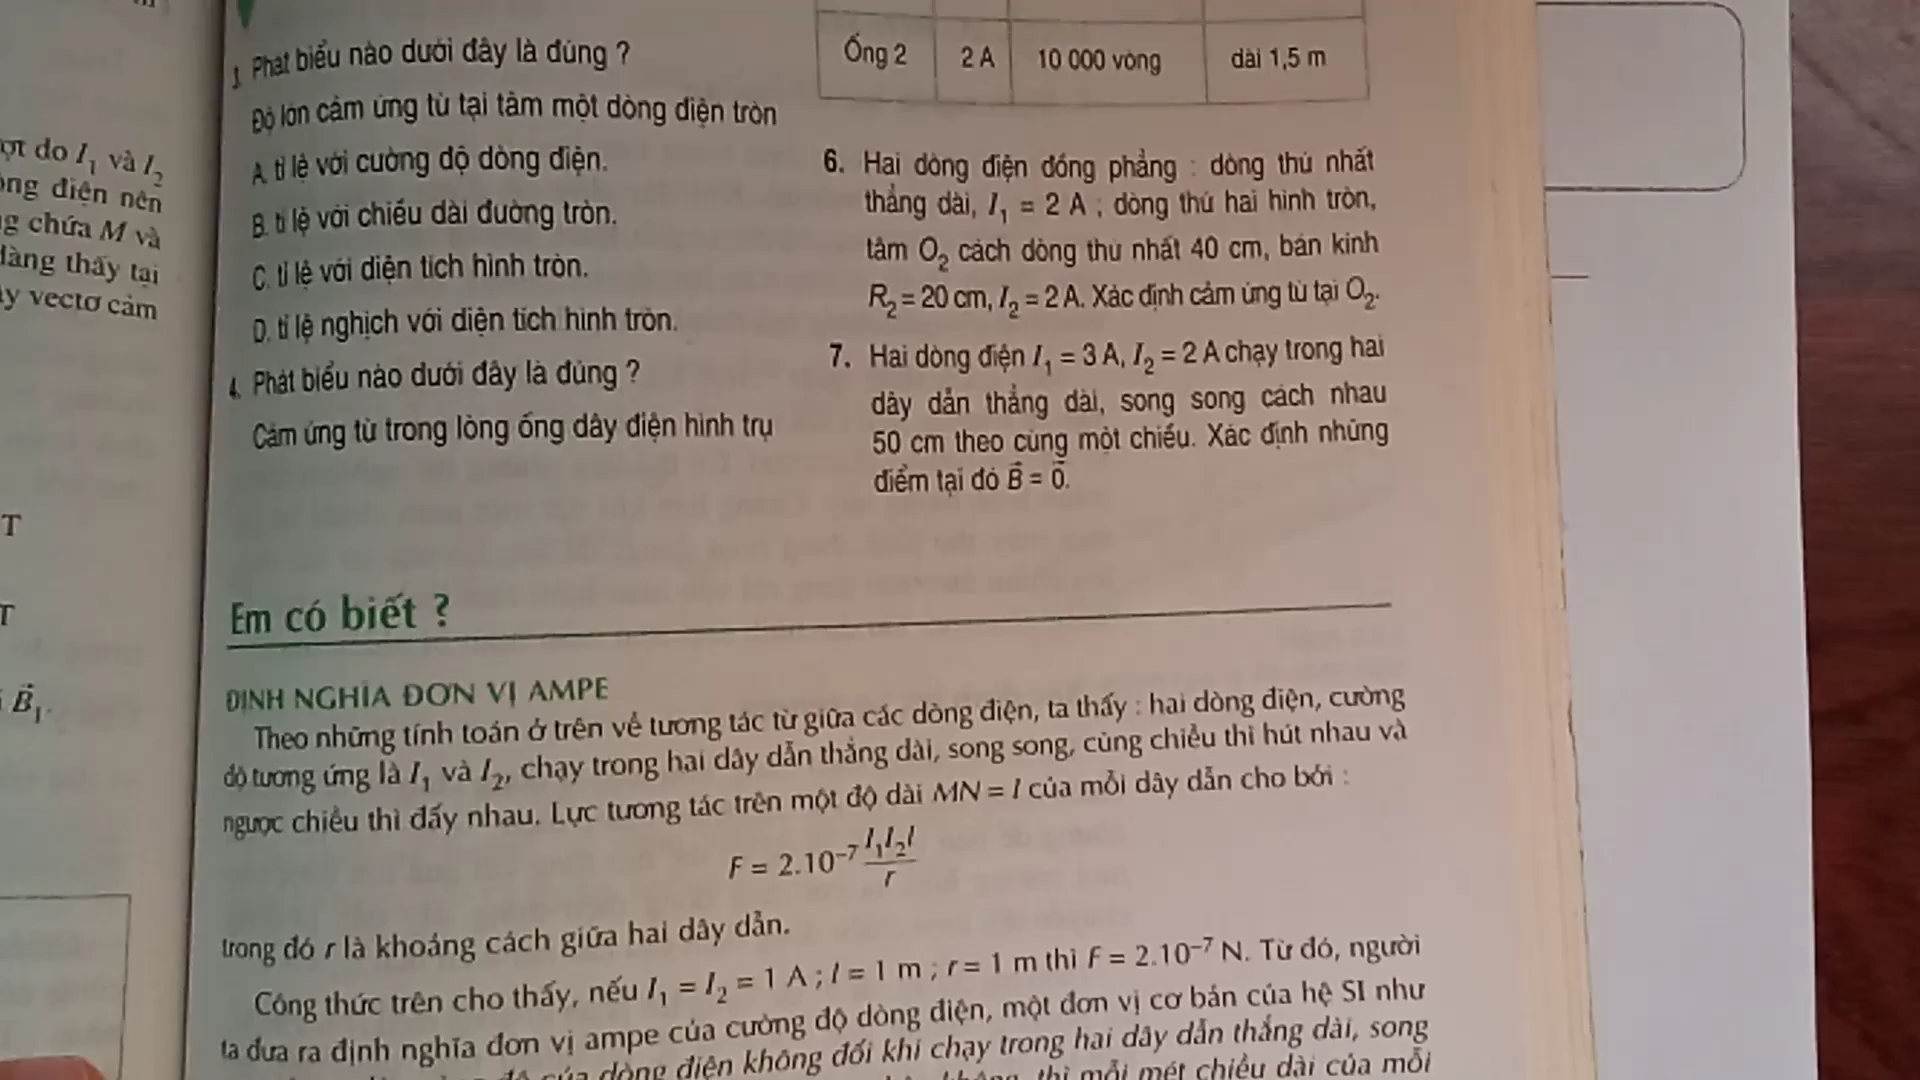 ợt do I₁ và I₂
òng điện nên
chứa M và
dàng thấy tại
vectơ cảm
T
T
B⃗₁.
3. Phát biểu nào dưới đây là đúng ?
Độ lớn cảm ứng từ tại tâm một dòng điện tròn
A. tỉ lệ với cường độ dòng điện.
B. tỉ lệ với chiều dài đường tròn.
C. tỉ lệ với diện tích hình tròn.
D. tỉ lệ nghịch với diện tích hình tròn.
4. Phát biểu nào dưới đây là đúng ?
Cảm ứng từ trong lòng ống dây điện hình trụ
Ống 2 2 A 10 000 vòng dài 1,5 m
6. Hai dòng điện đồng phẳng : dòng thứ nhất
thẳng dài, I₁ = 2 A ; dòng thứ hai hình tròn,
tâm O₂ cách dòng thứ nhất 40 cm, bán kính
R₂ = 20 cm, I₂ = 2 A. Xác định cảm ứng từ tại O₂.
7. Hai dòng điện I₁ = 3 A, I₂ = 2 A chạy trong hai
dây dẫn thẳng dài, song song cách nhau
50 cm theo cùng một chiều. Xác định những
điểm tại đó B⃗ = 0⃗.
Em có biết ?
ĐỊNH NGHĨA ĐƠN VỊ AMPE
Theo những tính toán ở trên về tương tác từ giữa các dòng điện, ta thấy : hai dòng điện, cường
độ tương ứng là I₁ và I₂, chạy trong hai dây dẫn thẳng dài, song song, cùng chiều thì hút nhau và
ngược chiều thì đẩy nhau. Lực tương tác trên một độ dài MN = l của mỗi dây dẫn cho bởi :
F = 2.10⁻⁷ I₁I₂l / r
trong đó r là khoảng cách giữa hai dây dẫn.
Công thức trên cho thấy, nếu I₁ = I₂ = 1 A ; l = 1 m ; r = 1 m thì F = 2.10⁻⁷ N. Từ đó, người
ta đưa ra định nghĩa đơn vị ampe của cường độ dòng điện, một đơn vị cơ bản của hệ SI như
của dòng điện không đổi khi chạy trong hai dây dẫn thẳng dài, song
thì mỗi mét chiều dài của mỗi